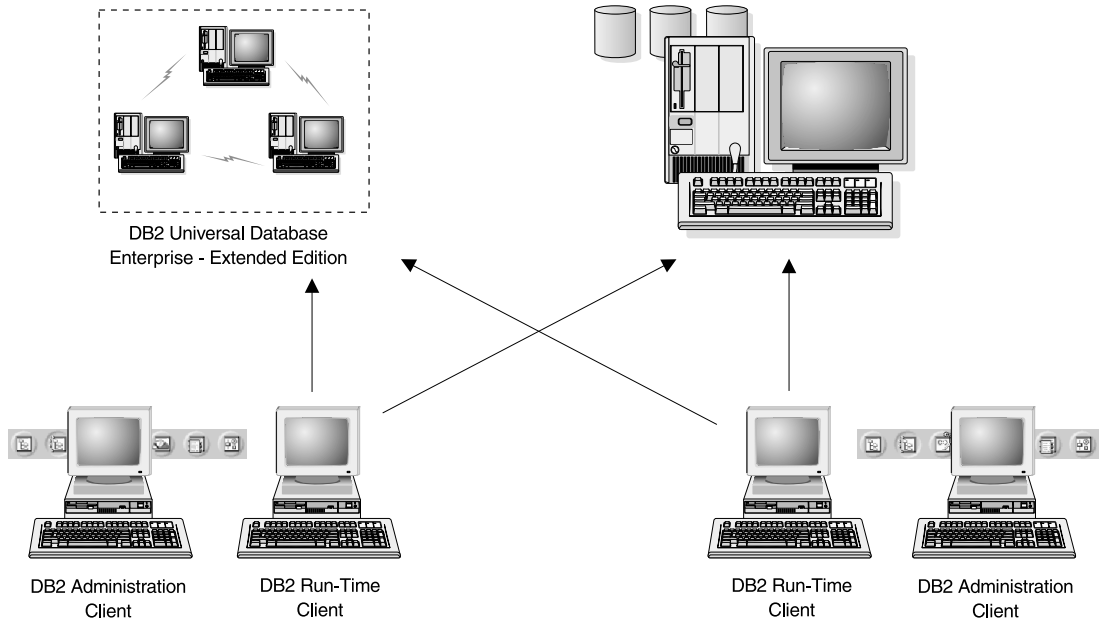 DB2 Universal Database
Enterprise - Extended Edition
DB2 Administration
Client
DB2 Run-Time
Client
DB2 Run-Time
Client
DB2 Administration
Client